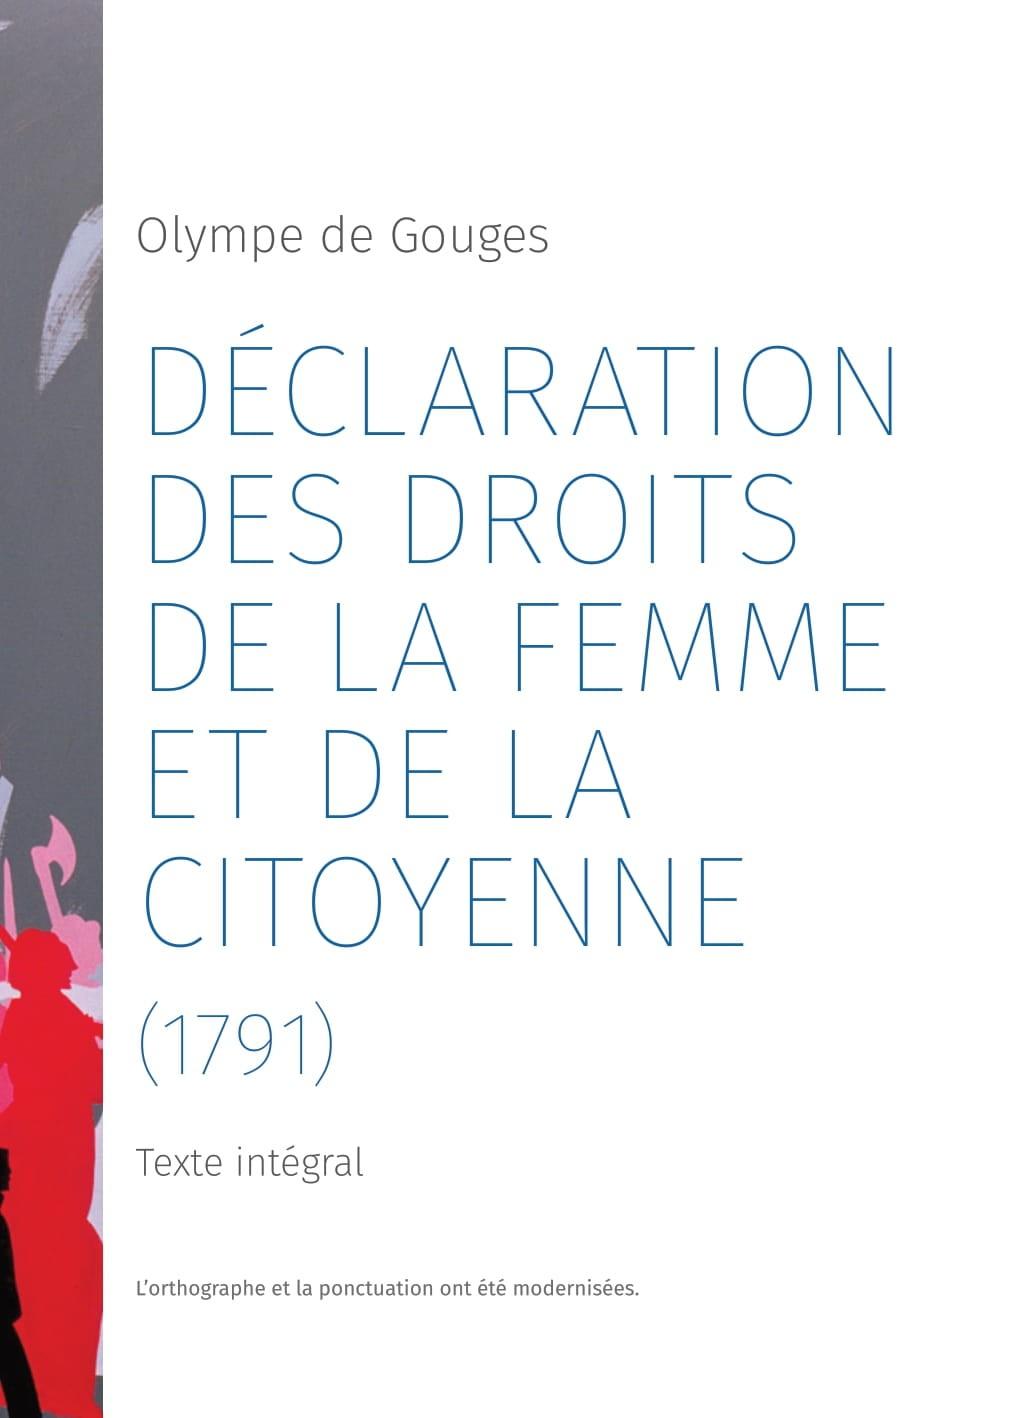 Olympe de Gouges
DÉCLARATION
DES DROITS
DE LA FEMME
ET DE LA
CITOYENNE
(1791)
Texte intégral
L’orthographe et la ponctuation ont été modernisées.